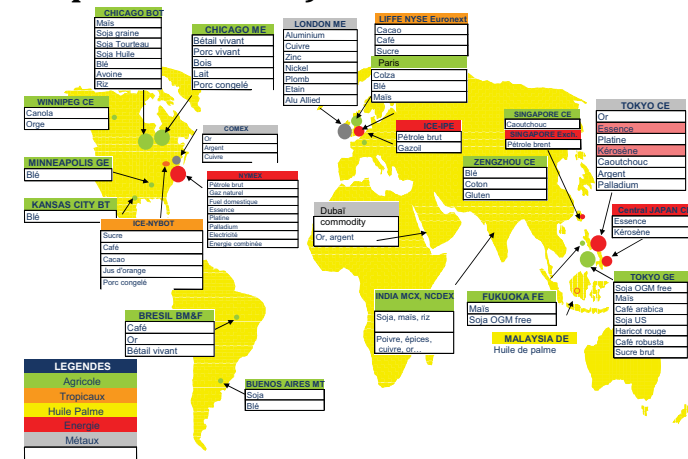 CHICAGO BOT
Maïs
Soja graine
Soja Tourteau
Soja Huile
Blé
Avoine
Riz
CHICAGO ME
Bétail vivant
Porc vivant
Bois
Lait
Porc congelé
LONDON ME
Aluminium
Cuivre
Zinc
Nickel
Plomb
Etain
Alu Allied
LIFFE NYSE Euronext
Cacao
Café
Sucre
Paris
Colza
Blé
Maïs
WINNIPEG CE
Canola
Orge
COMEX
Or
Argent
Cuivre
ICE-IPE
Pétrole brut
Gazoil
SINGAPORE CE
Caoutchouc
SINGAPORE Exch.
Pétrole brent
TOKYO CE
Or
Essence
Platine
Kérosène
Caoutchouc
Argent
Palladium
MINNEAPOLIS GE
Blé
NYMEX
Pétrole brut
Gaz naturel
Fuel domestique
Essence
Platine
Palladium
Electricité
Energie combinée
ZENGZHOU CE
Blé
Coton
Gluten
KANSAS CITY BT
Blé
ICE-NYBOT
Sucre
Café
Cacao
Jus d'orange
Porc congelé
Dubaï
commodity
Or, argent
Central JAPAN CE
Essence
Kérosène
TOKYO GE
Soja OGM free
Maïs
Café arabica
Soja US
Haricot rouge
Café robusta
Sucre brut
INDIA MCX, NCDEX
Soja, maïs, riz
Poivre, épices,
cuivre, or…
FUKUOKA FE
Maïs
Soja OGM free
MALAYSIA DE
Huile de palme
BRESIL BM&F
Café
Or
Bétail vivant
BUENOS AIRES MT
Soja
Blé
LEGENDES
Agricole
Tropicaux
Huile Palme
Energie
Métaux